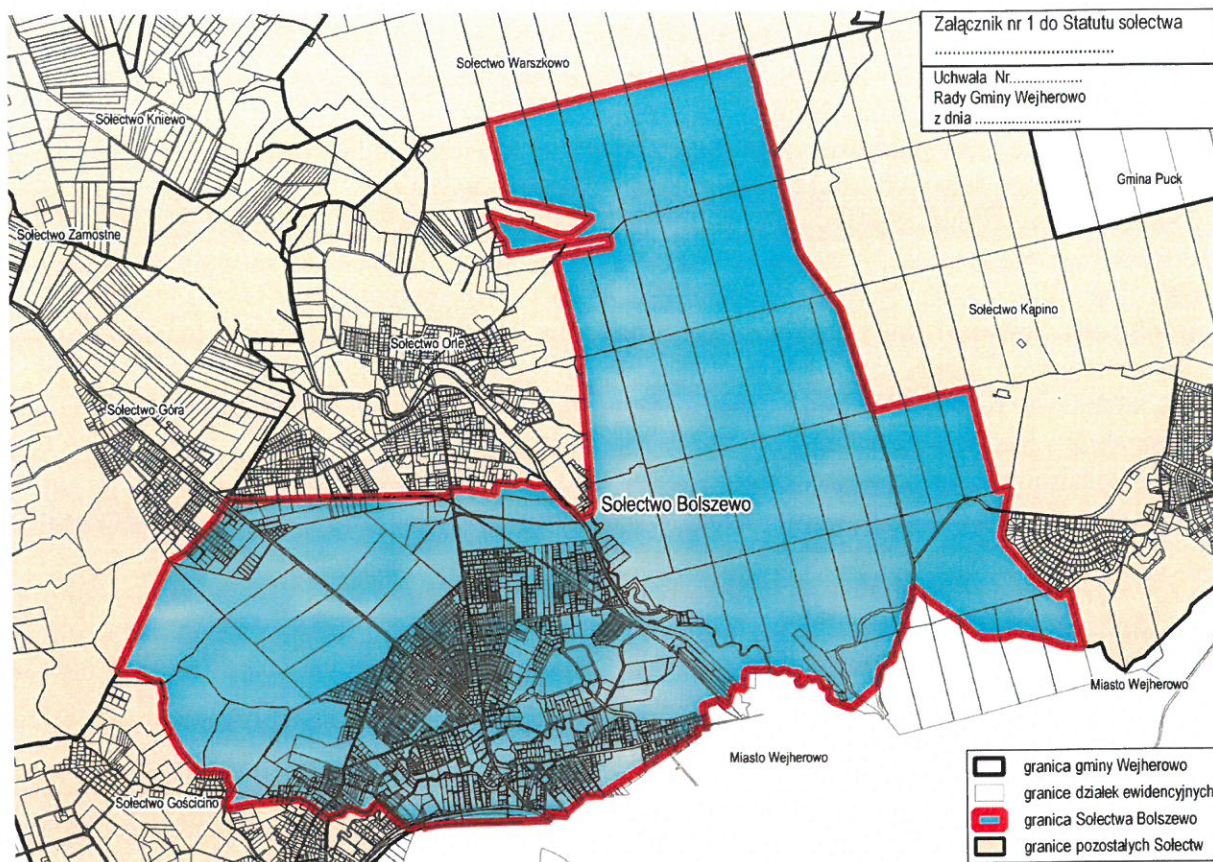 Załącznik nr 1 do Statutu sołectwa
........................................
Uchwała Nr.................
Rady Gminy Wejherowo
z dnia .........................
Sołectwo Warszkowo
Sołectwo Kniewo
Gmina Puck
Sołectwo Zamostne
Sołectwo Kąpino
Sołectwo Orle
Sołectwo Góra
Sołectwo Bolszewo
Miasto Wejherowo
Miasto Wejherowo
Sołectwo Gościcino
granica gminy Wejherowo
granice działek ewidencyjnych
granica Sołectwa Bolszewo
granice pozostałych Sołectw